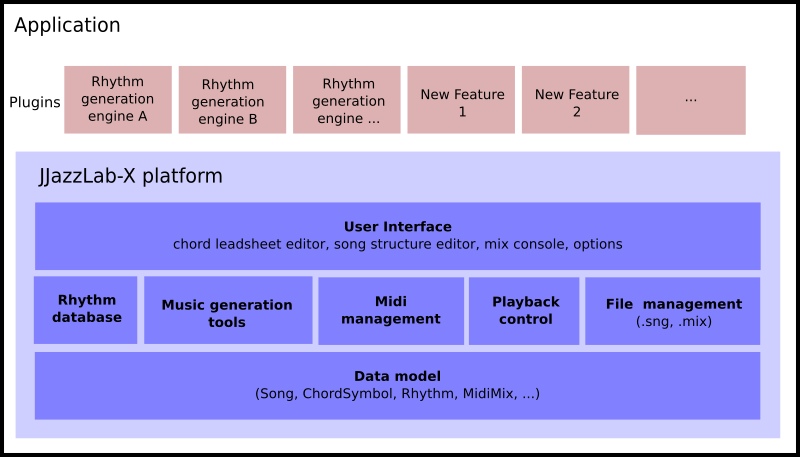 Application
Plugins
Rhythm
generation
engine A
Rhythm
generation
engine B
Rhythm
generation
engine ...
New Feature
1
New Feature
2
...
JJazzLab-X platform
User Interface
chord leadsheet editor, song structure editor, mix console, options
Rhythm
database
Music generation
tools
Midi
management
Playback
control
File management
(.sng, .mix)
Data model
(Song, ChordSymbol, Rhythm, MidiMix, ...)